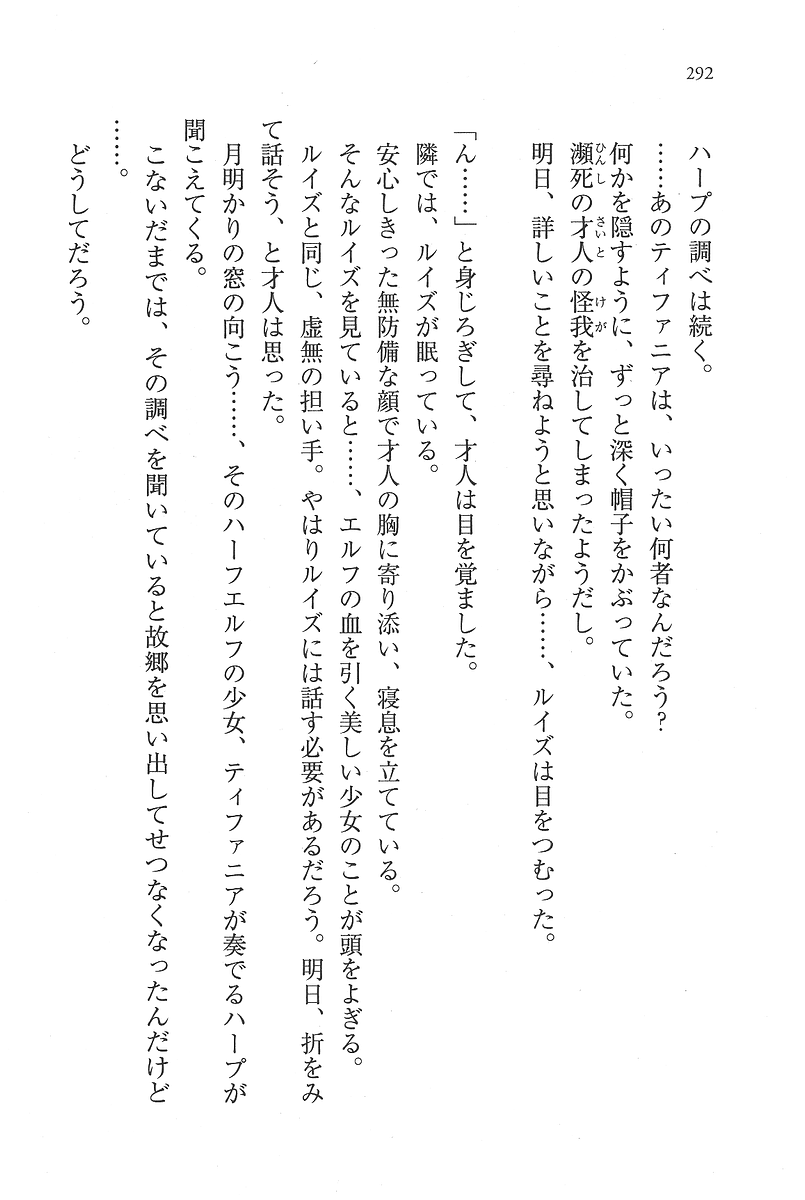 292
ハープの調べは続く。
……あのティファニアは、いったい何者なんだろう?
何かを隠すように、ずっと深く帽子をかぶっていた。
瀕死の才人の怪我を治してしまったようだし。
明日、詳しいことを尋ねようと思いながら……、ルイズは目をつむった。
「ん……」と身じろぎして、才人は目を覚ました。
隣では、ルイズが眠っている。
安心しきった無防備な顔で才人の胸に寄り添い、寝息を立てている。
そんなルイズを見ていると……、エルフの血を引く美しい少女のことが頭をよぎる。
ルイズと同じ、虚無の担い手。やはりルイズには話す必要があるだろう。明日、折をみ
て話そう、と才人は思った。
月明かりの窓の向こう……、そのハーフエルフの少女、ティファニアが奏でるハープが
聞こえてくる。
こないだまでは、その調べを聞いていると故郷を思い出してせつなくなったんだけど
……。
どうしてだろう。